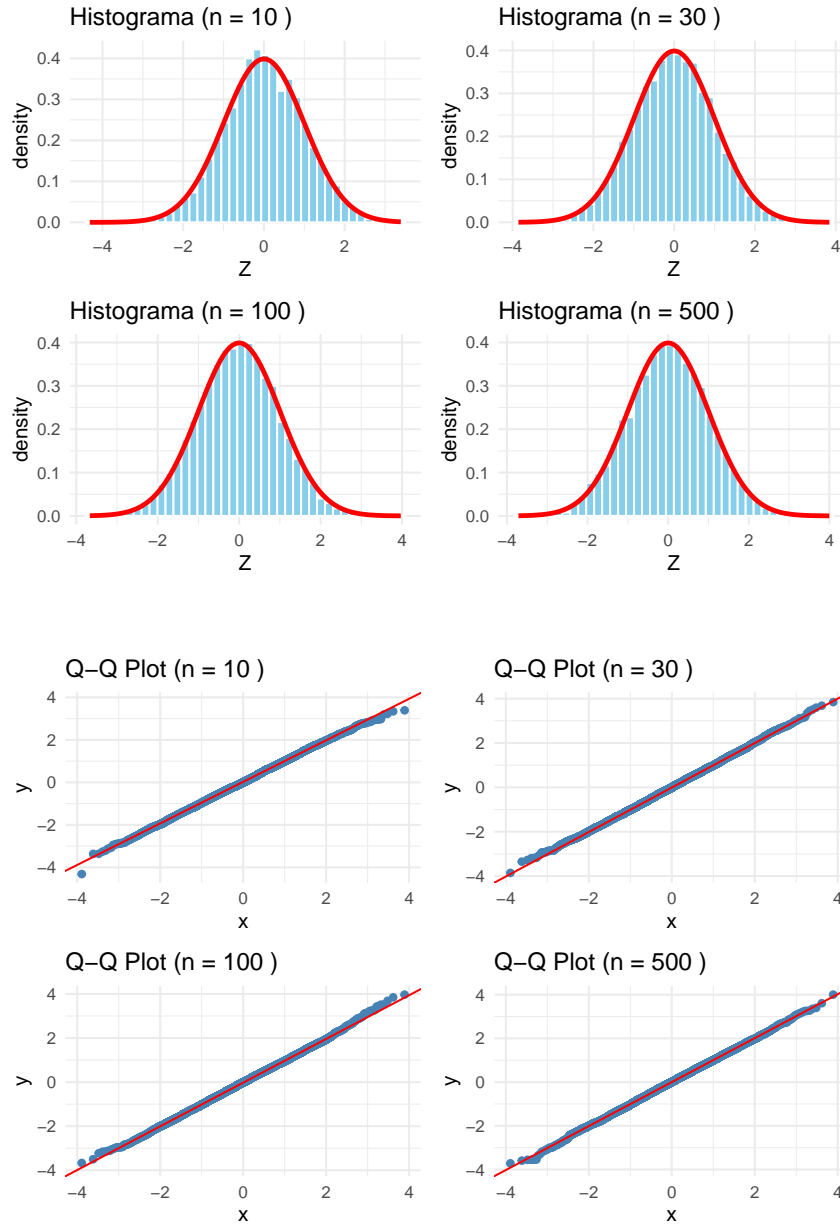 Histograma (n = 10 )
density
0.4
0.3
0.2
0.1
0.0
−4 −2 0 2
Z
Histograma (n = 30 )
density
0.4
0.3
0.2
0.1
0.0
−4 −2 0 2 4
Z
Histograma (n = 100 )
density
0.4
0.3
0.2
0.1
0.0
−4 −2 0 2 4
Z
Histograma (n = 500 )
density
0.4
0.3
0.2
0.1
0.0
−4 −2 0 2 4
Z
Q−Q Plot (n = 10 )
y
4
2
0
−2
−4
−4 −2 0 2 4
x
Q−Q Plot (n = 30 )
y
4
2
0
−2
−4
−4 −2 0 2 4
x
Q−Q Plot (n = 100 )
y
4
2
0
−2
−4
−4 −2 0 2 4
x
Q−Q Plot (n = 500 )
y
4
2
0
−2
−4
−4 −2 0 2 4
x